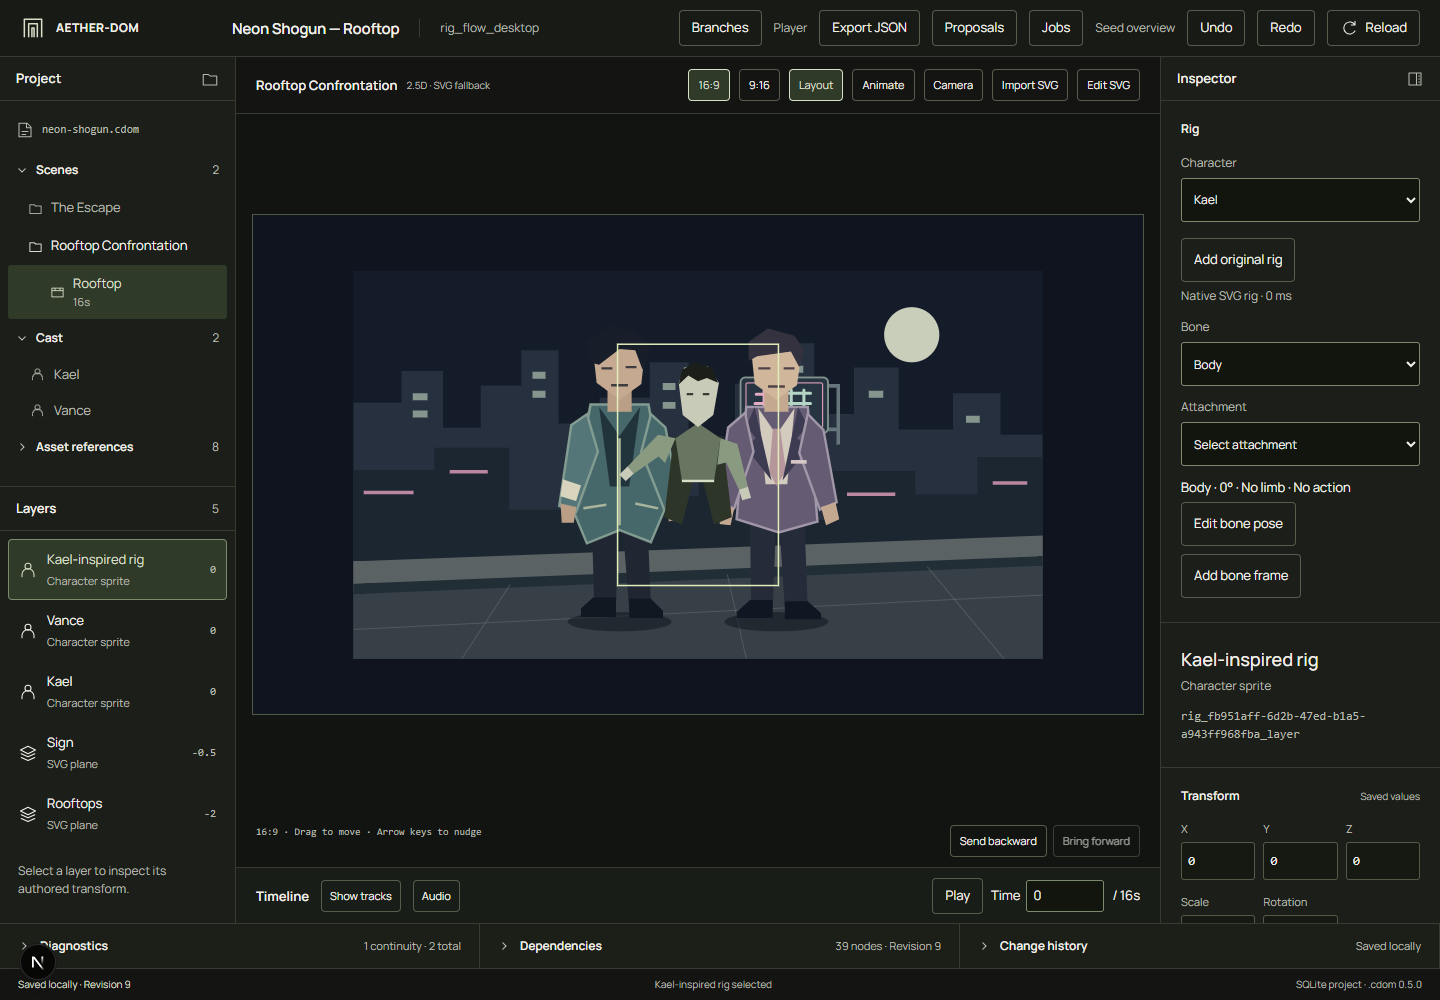 AETHER-DOM
Neon Shogun — Rooftop
rig_flow_desktop
Branches
Player
Export JSON
Proposals
Jobs
Seed overview
Undo
Redo
Reload
Project
neon-shogun.cdom
Scenes
2
The Escape
Rooftop Confrontation
Rooftop
16s
Cast
2
Kael
Vance
Asset references
8
Layers
5
Kael-inspired rig
Character sprite
0
Vance
Character sprite
0
Kael
Character sprite
0
Sign
SVG plane
-0.5
Rooftops
SVG plane
-2
Select a layer to inspect its
authored transform.
Rooftop Confrontation
2.5D · SVG fallback
16:9
9:16
Layout
Animate
Camera
Import SVG
Edit SVG
16:9 · Drag to move · Arrow keys to nudge
Send backward
Bring forward
Timeline
Show tracks
Audio
Play
Time
0
/ 16s
Inspector
Rig
Character
Kael
Add original rig
Native SVG rig · 0 ms
Bone
Body
Attachment
Select attachment
Body · 0° · No limb · No action
Edit bone pose
Add bone frame
Kael-inspired rig
Character sprite
rig_fb951aff-6d2b-47ed-b1a5-
a943ff968fba_layer
Transform
Saved values
X
Y
Z
0
0
0
Scale
Rotation
Diagnostics
1 continuity · 2 total
Dependencies
39 nodes · Revision 9
Change history
Saved locally
N
Saved locally · Revision 9
Kael-inspired rig selected
SQLite project · .cdom 0.5.0